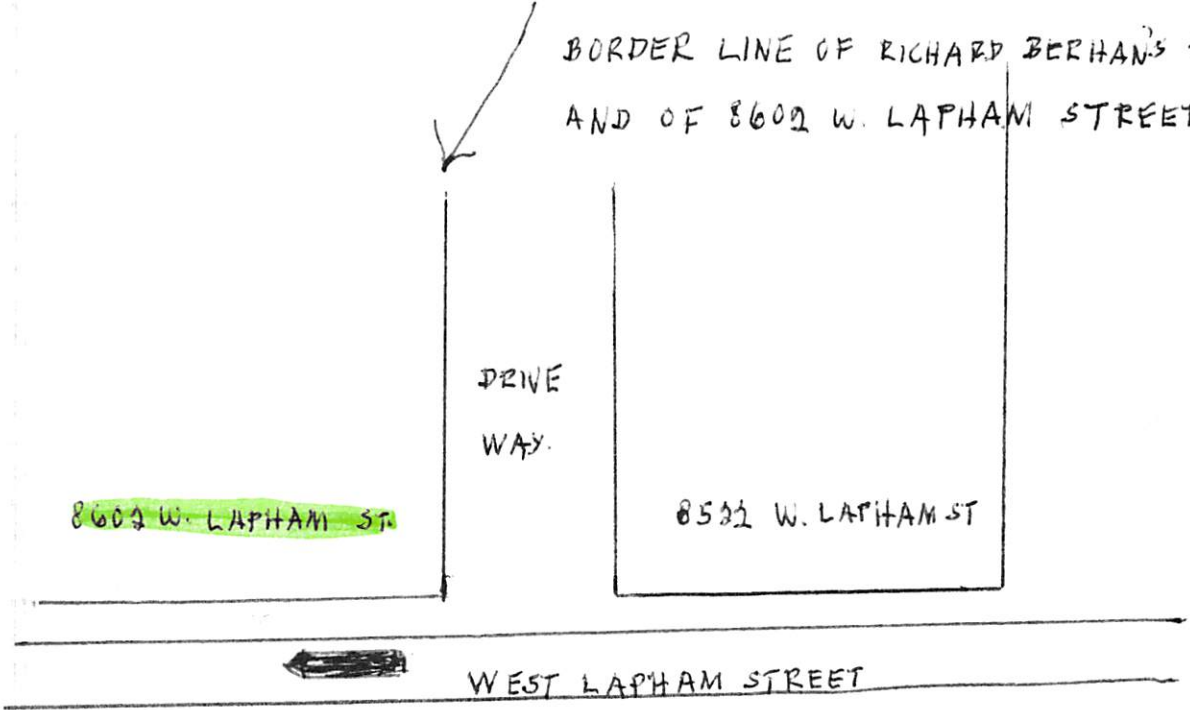 BORDER LINE OF RICHARD BERHAN'S
AND OF 8602 W. LAPHAM STREET
DRIVE
WAY.
8602 W. LAPHAM ST.
8522 W. LAPHAM ST
WEST LAPHAM STREET